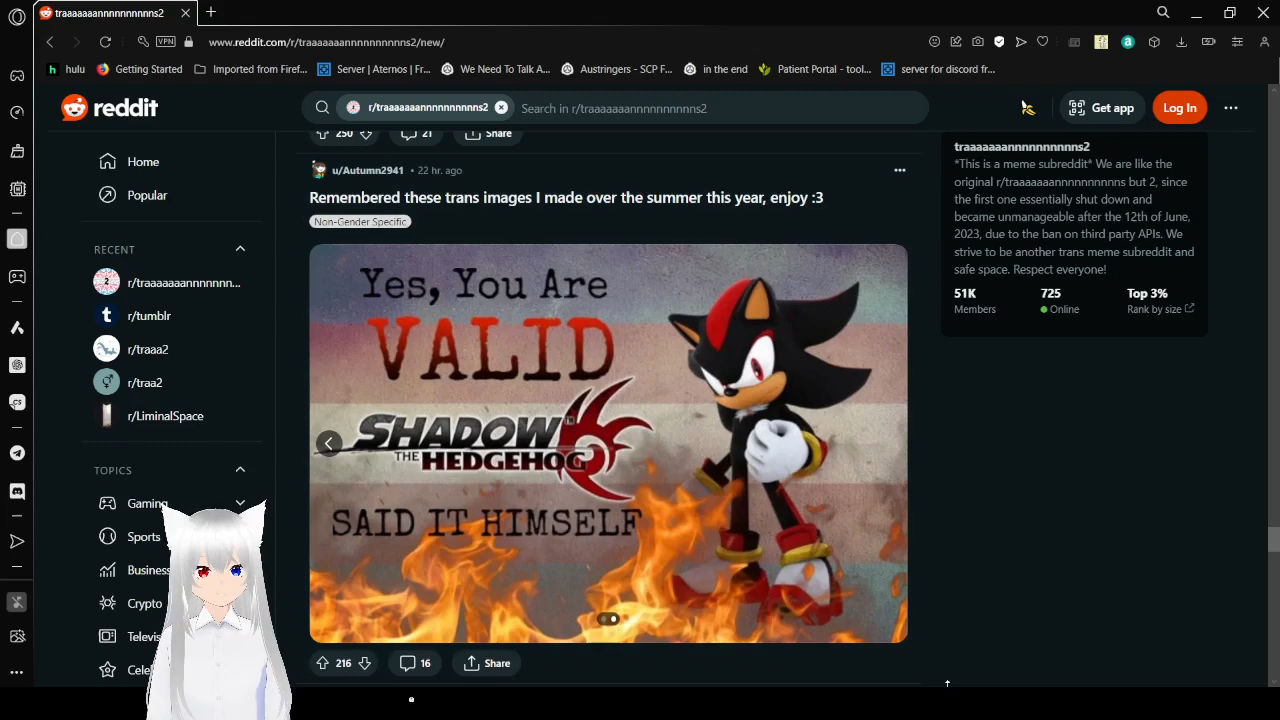 traaaaaaannnnnnnnnns2
VPN
www.reddit.com/r/traaaaaaannnnnnnnnns2/new/
hulu
Getting Started
Imported from Firef...
Server | Aternos | Fr...
We Need To Talk A...
Austringers - SCP F...
in the end
Patient Portal - tool...
server for discord fr...
reddit
r/traaaaaaannnnnnnnnns2
Search in r/traaaaaaannnnnnnnnns2
Get app
Log In
250
21
Share
Home
Popular
RECENT
r/traaaaaaannnnnn...
r/tumblr
r/traaa2
r/traa2
r/LiminalSpace
TOPICS
Gaming
Sports
Business
Crypto
Televis
Celeb
u/Autumn2941 • 22 hr. ago
Remembered these trans images I made over the summer this year, enjoy :3
Non-Gender Specific
Yes, You Are
VALID
SHADOW
THE HEDGEHOG
SAID IT HIMSELF
216
16
Share
traaaaaaannnnnnnnnns2
*This is a meme subreddit* We are like the
original r/traaaaaaannnnnnnnnns but 2, since
the first one essentially shut down and
became unmanageable after the 12th of June,
2023, due to the ban on third party APIs. We
strive to be another trans meme subreddit and
safe space. Respect everyone!
51K
725
Top 3%
Members
Online
Rank by size